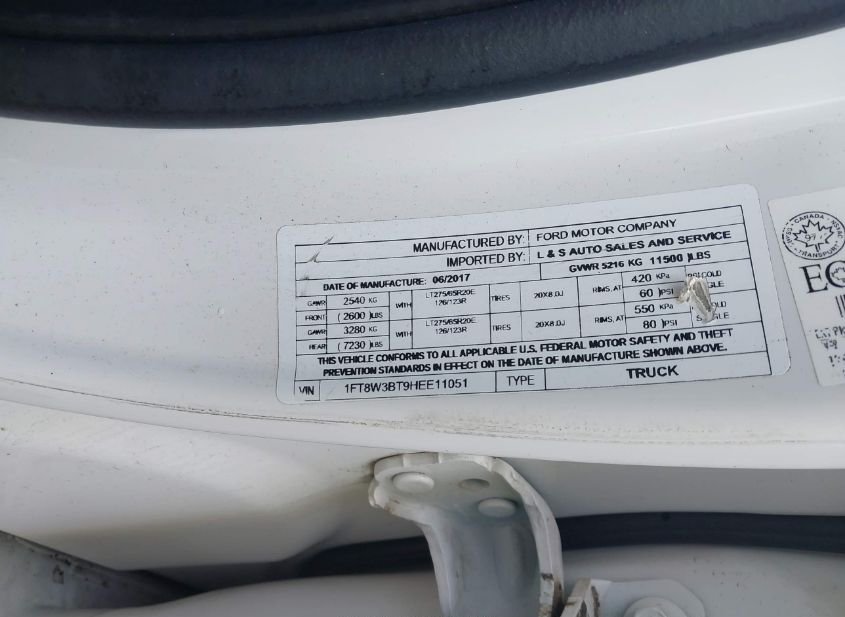 MANUFACTURED BY: FORD MOTOR COMPANY
IMPORTED BY: L & S AUTO SALES AND SERVICE
DATE OF MANUFACTURE: 06/2017 GVWR 5216 KG 11500 )LBS
GAWR 2540 KG WITH LT275/65R20E 126/123R TIRES 20X8.0J RIMS, AT 420 KPa
FRONT (2600 )LBS 60 )PSI
GAWR 3280 KG WITH LT275/65R20E 126/123R TIRES 20X8.0J RIMS, AT 550 KPa
REAR (7230 )LBS 80 )PSI
THIS VEHICLE CONFORMS TO ALL APPLICABLE U.S. FEDERAL MOTOR SAFETY AND THEFT
PREVENTION STANDARDS IN EFFECT ON THE DATE OF MANUFACTURE SHOWN ABOVE.
VIN 1FT8W3BT9HEE11051 TYPE TRUCK
CANADA
TRANSPORT